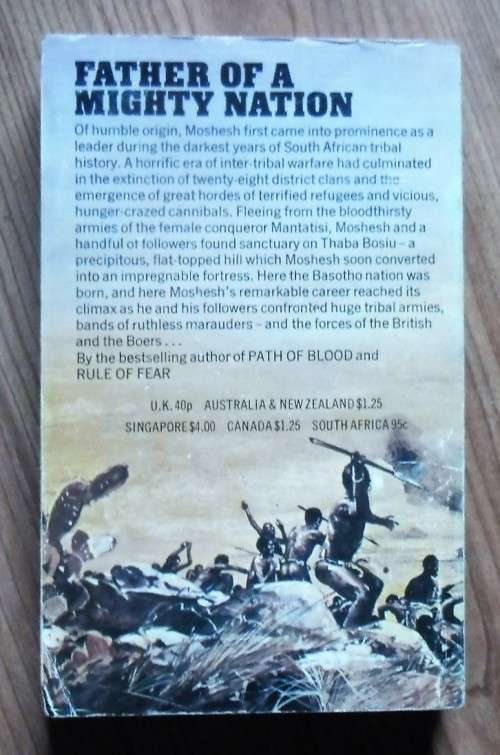 FATHER OF A
MIGHTY NATION
Of humble origin, Moshesh first came into prominence as a
leader during the darkest years of South African tribal
history. A horrific era of inter-tribal warfare had culminated
in the extinction of twenty-eight district clans and the
emergence of great hordes of terrified refugees and vicious,
hunger-crazed cannibals. Fleeing from the bloodthirsty
armies of the female conqueror Mantatisi, Moshesh and a
handful of followers found sanctuary on Thaba Bosiu – a
precipitous, flat-topped hill which Moshesh soon converted
into an impregnable fortress. Here the Basotho nation was
born, and here Moshesh's remarkable career reached its
climax as he and his followers confronted huge tribal armies,
bands of ruthless marauders – and the forces of the British
and the Boers...
By the bestselling author of PATH OF BLOOD and
RULE OF FEAR
U.K. 40p AUSTRALIA & NEW ZEALAND $1.25
SINGAPORE $4.00 CANADA $1.25 SOUTH AFRICA 95c